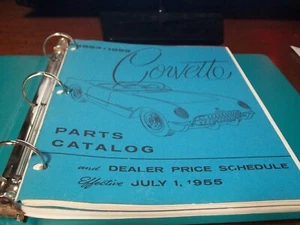 Corvette
PARTS
CATALOG
and DEALER PRICE SCHEDULE
Effective JULY 1, 1955